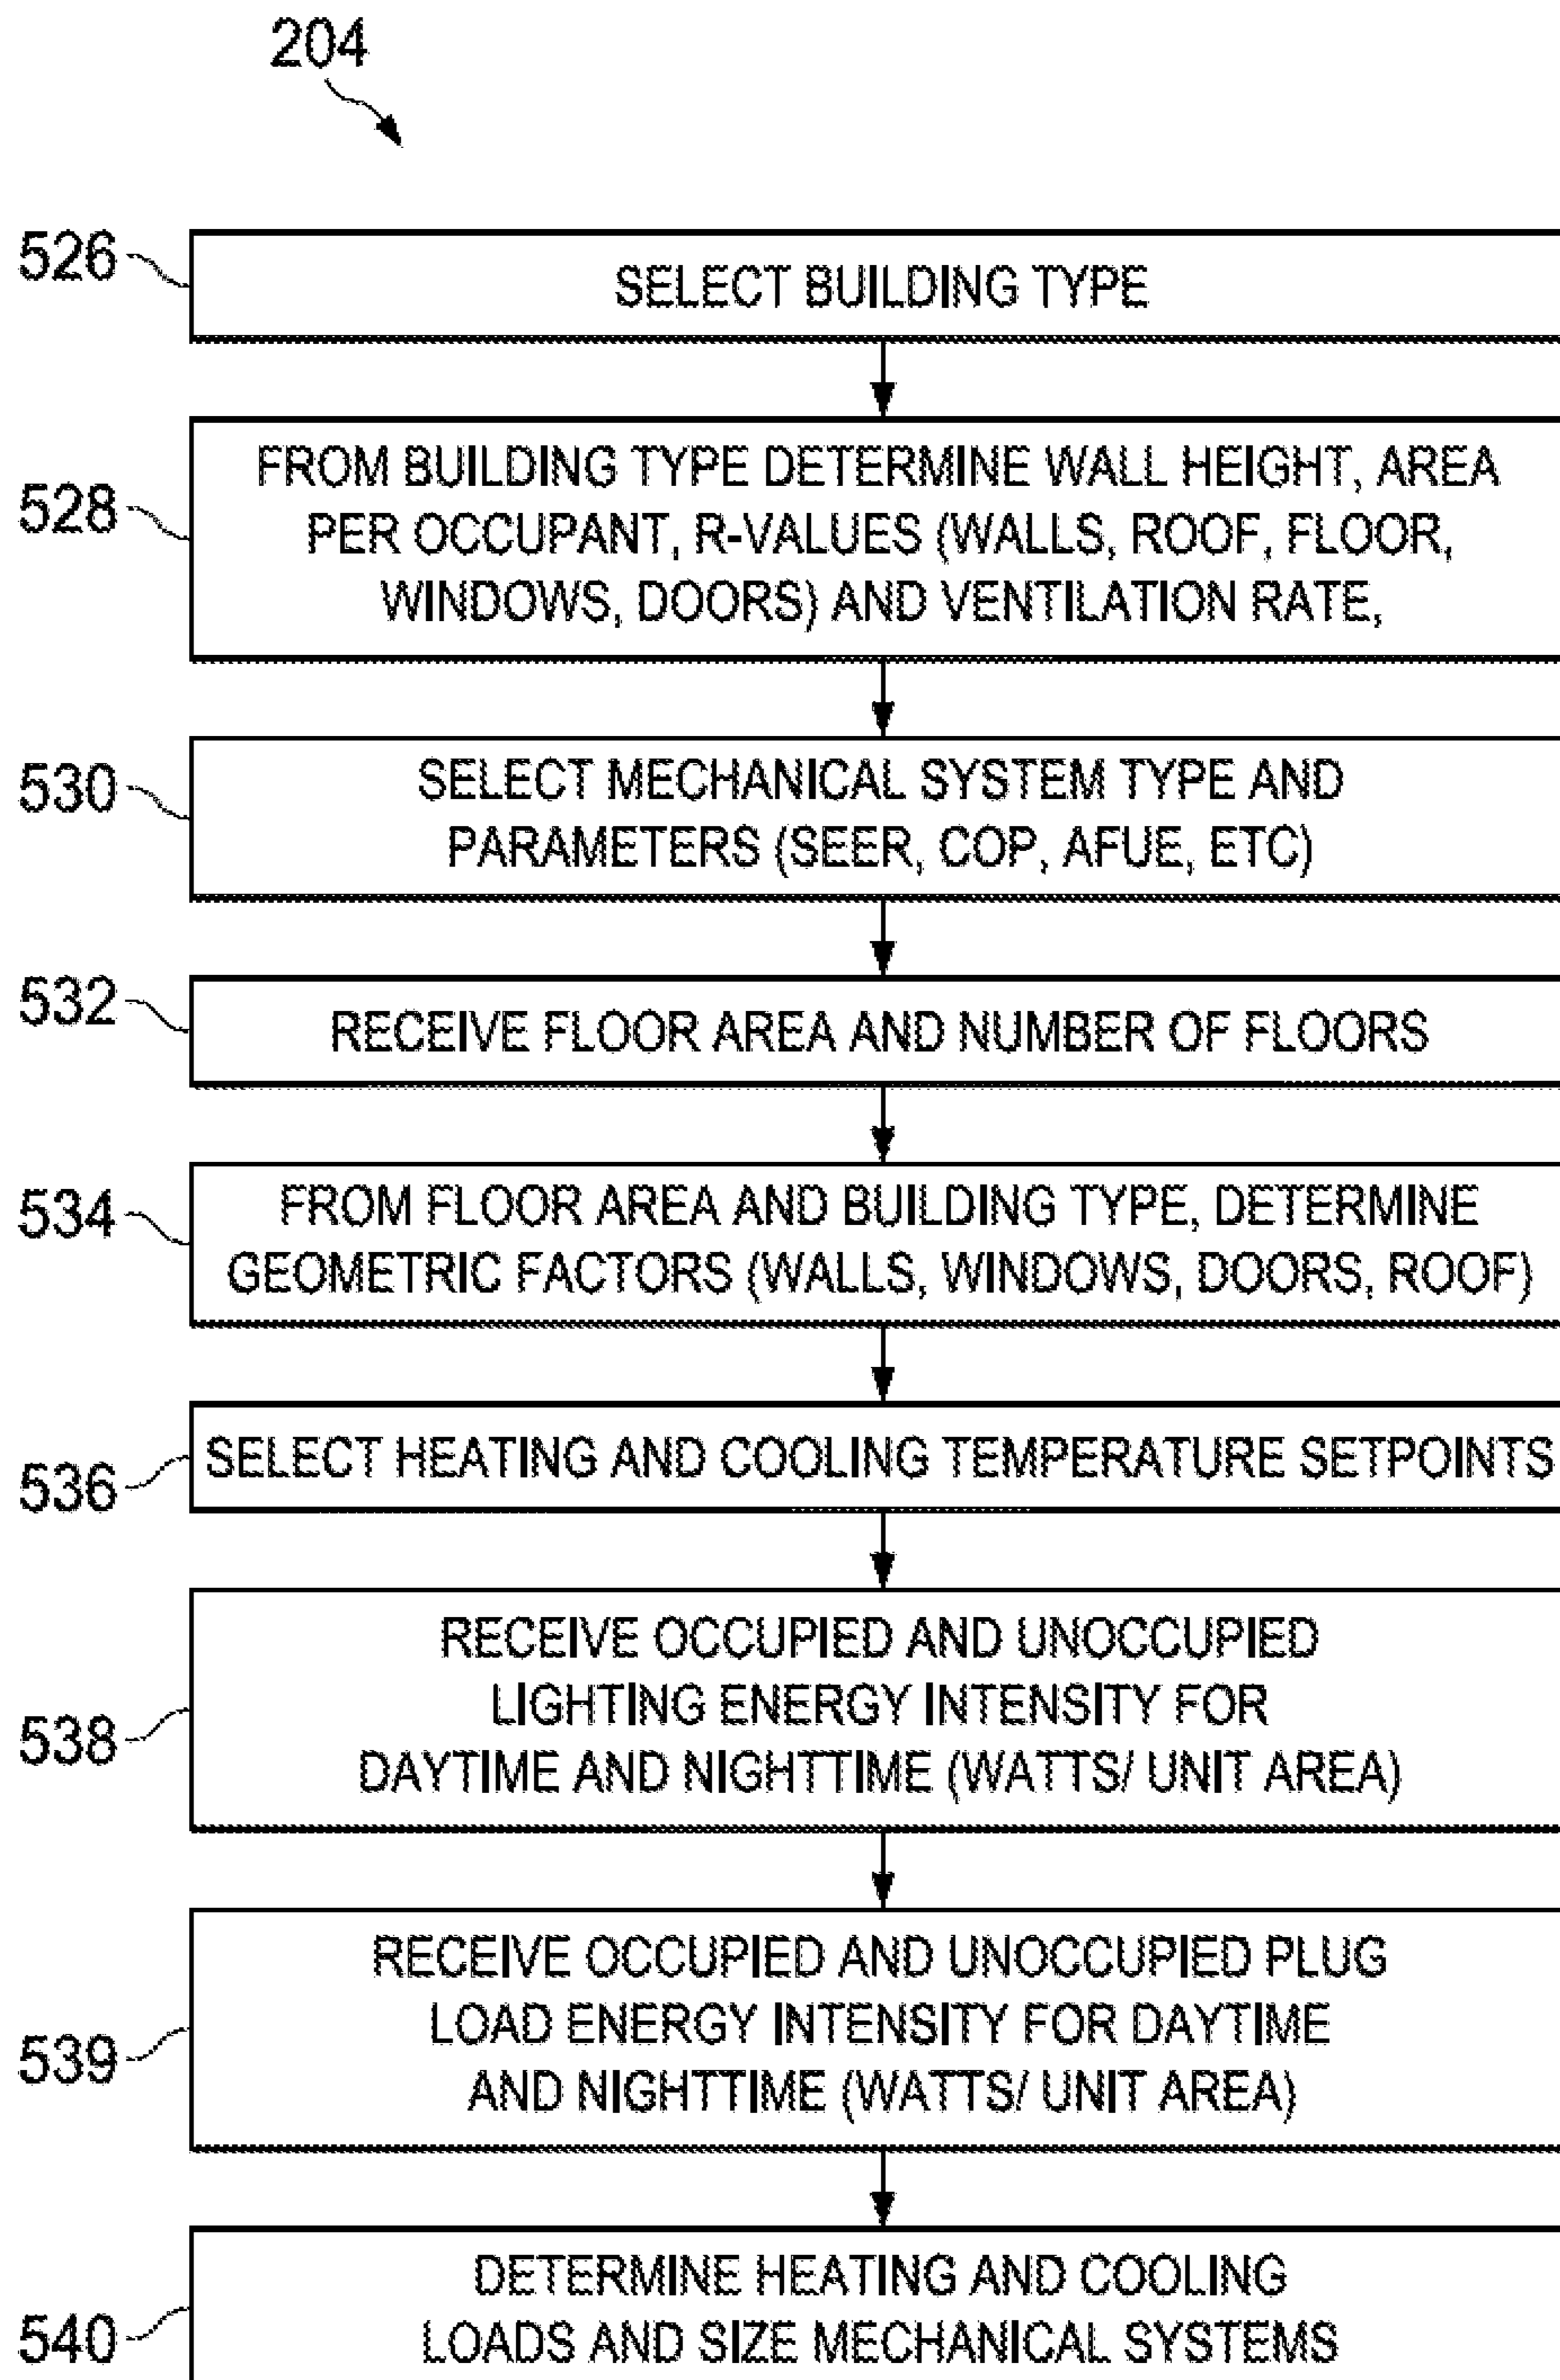 204
526
SELECT BUILDING TYPE
528
FROM BUILDING TYPE DETERMINE WALL HEIGHT, AREA
PER OCCUPANT, R-VALUES (WALLS, ROOF, FLOOR,
WINDOWS, DOORS) AND VENTILATION RATE,
530
SELECT MECHANICAL SYSTEM TYPE AND
PARAMETERS (SEER, COP, AFUE, ETC)
532
RECEIVE FLOOR AREA AND NUMBER OF FLOORS
534
FROM FLOOR AREA AND BUILDING TYPE, DETERMINE
GEOMETRIC FACTORS (WALLS, WINDOWS, DOORS, ROOF)
536
SELECT HEATING AND COOLING TEMPERATURE SETPOINTS
538
RECEIVE OCCUPIED AND UNOCCUPIED
LIGHTING ENERGY INTENSITY FOR
DAYTIME AND NIGHTTIME (WATTS/ UNIT AREA)
539
RECEIVE OCCUPIED AND UNOCCUPIED PLUG
LOAD ENERGY INTENSITY FOR DAYTIME
AND NIGHTTIME (WATTS/ UNIT AREA)
540
DETERMINE HEATING AND COOLING
LOADS AND SIZE MECHANICAL SYSTEMS